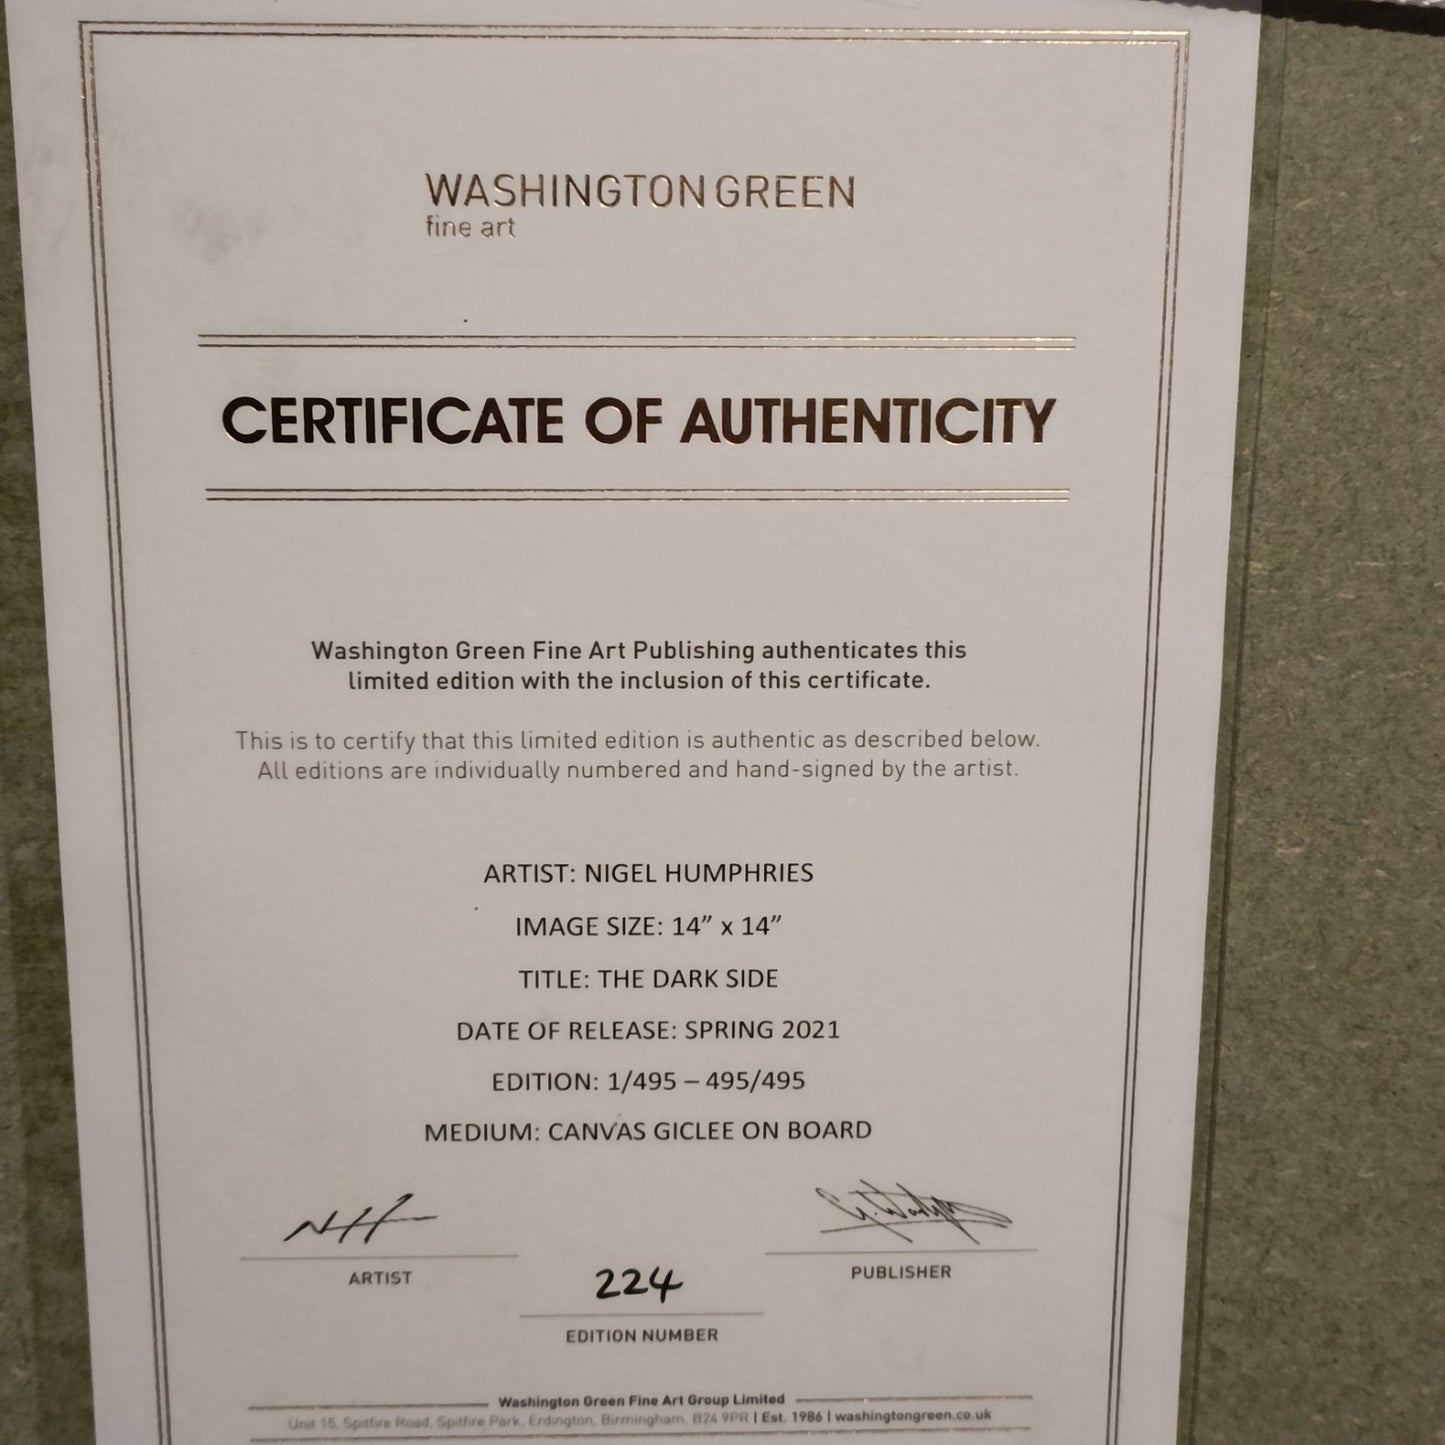 WASHINGTON GREEN
fine art
CERTIFICATE OF AUTHENTICITY
Washington Green Fine Art Publishing authenticates this
limited edition with the inclusion of this certificate.
This is to certify that this limited edition is authentic as described below.
All editions are individually numbered and hand-signed by the artist.
ARTIST: NIGEL HUMPHRIES
IMAGE SIZE: 14” x 14”
TITLE: THE DARK SIDE
DATE OF RELEASE: SPRING 2021
EDITION: 1/495 – 495/495
MEDIUM: CANVAS GICLEE ON BOARD
ARTIST
PUBLISHER
224
EDITION NUMBER
Washington Green Fine Art Group Limited
Unit 15, Spitfire Road, Spitfire Park, Erdington, Birmingham, B24 9PR | Est. 1986 | washingtongreen.co.uk